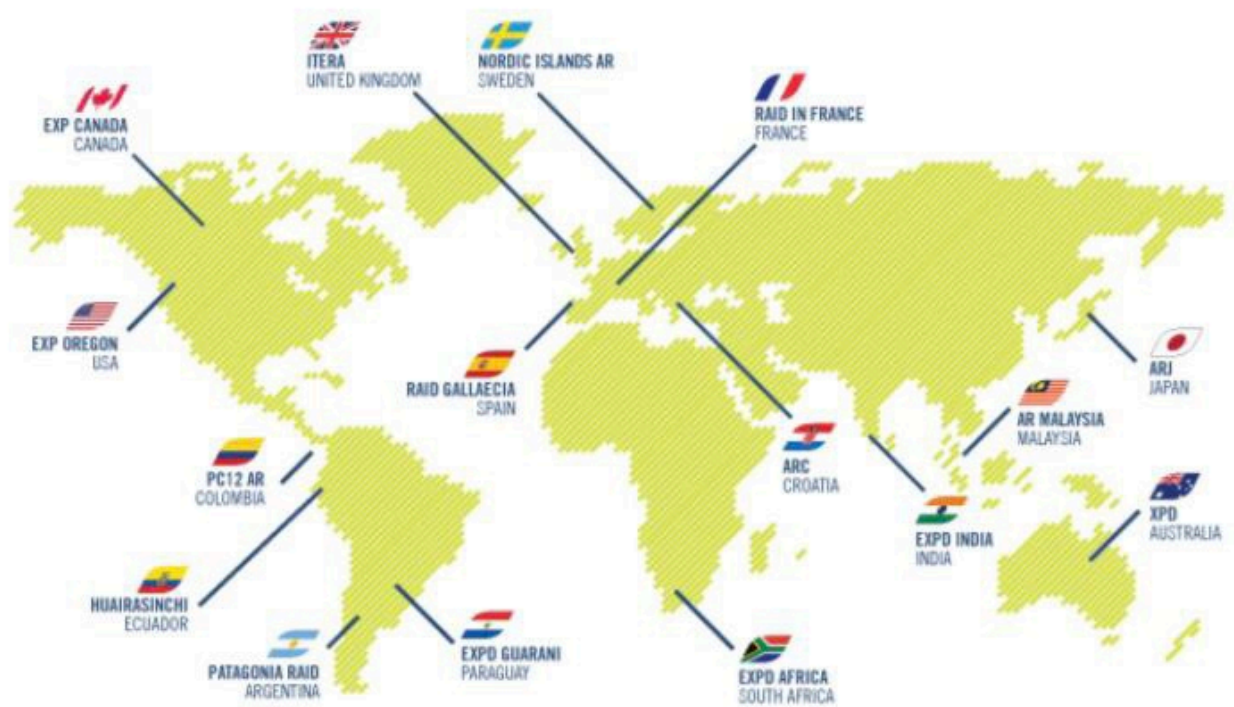 ITERA
UNITED KINGDOM
NORDIC ISLANDS AR
SWEDEN
RAID IN FRANCE
FRANCE
EXP CANADA
CANADA
EXP OREGON
USA
RAID GALLAECIA
SPAIN
ARJ
JAPAN
AR MALAYSIA
MALAYSIA
ARC
CROATIA
PC12 AR
COLOMBIA
XPD
AUSTRALIA
EXPD INDIA
INDIA
HUAIRASINCHI
ECUADOR
PATAGONIA RAID
ARGENTINA
EXPD GUARANI
PARAGUAY
EXPD AFRICA
SOUTH AFRICA